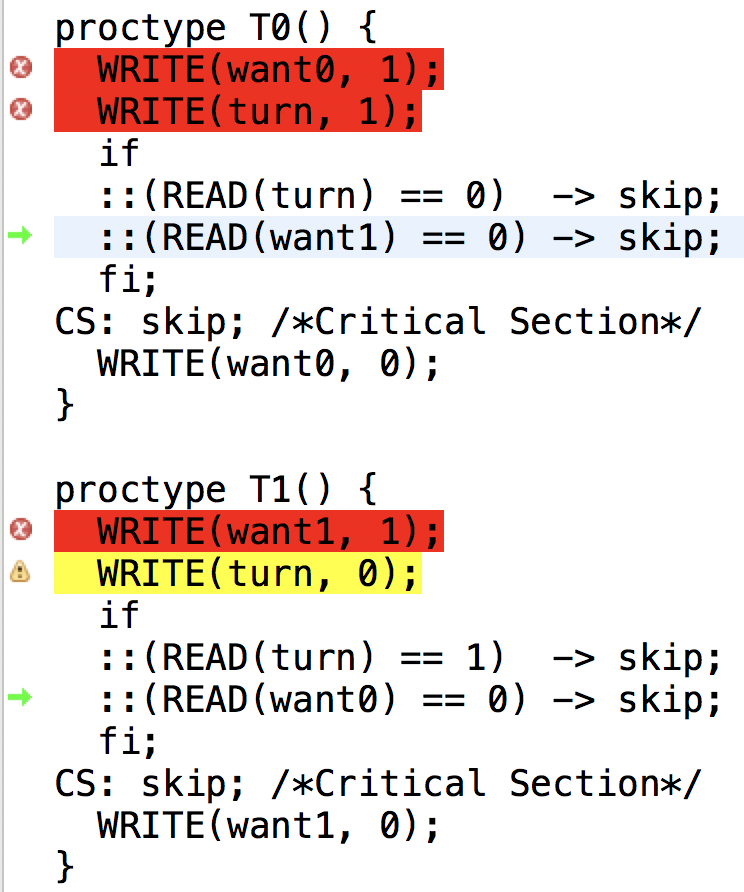 proctype T0() {
WRITE(want0, 1);
WRITE(turn, 1);
if
::(READ(turn) == 0)  -> skip;
::(READ(want1) == 0) -> skip;
fi;
CS: skip; /*Critical Section*/
WRITE(want0, 0);
}
proctype T1() {
WRITE(want1, 1);
WRITE(turn, 0);
if
::(READ(turn) == 1)  -> skip;
::(READ(want0) == 0) -> skip;
fi;
CS: skip; /*Critical Section*/
WRITE(want1, 0);
}